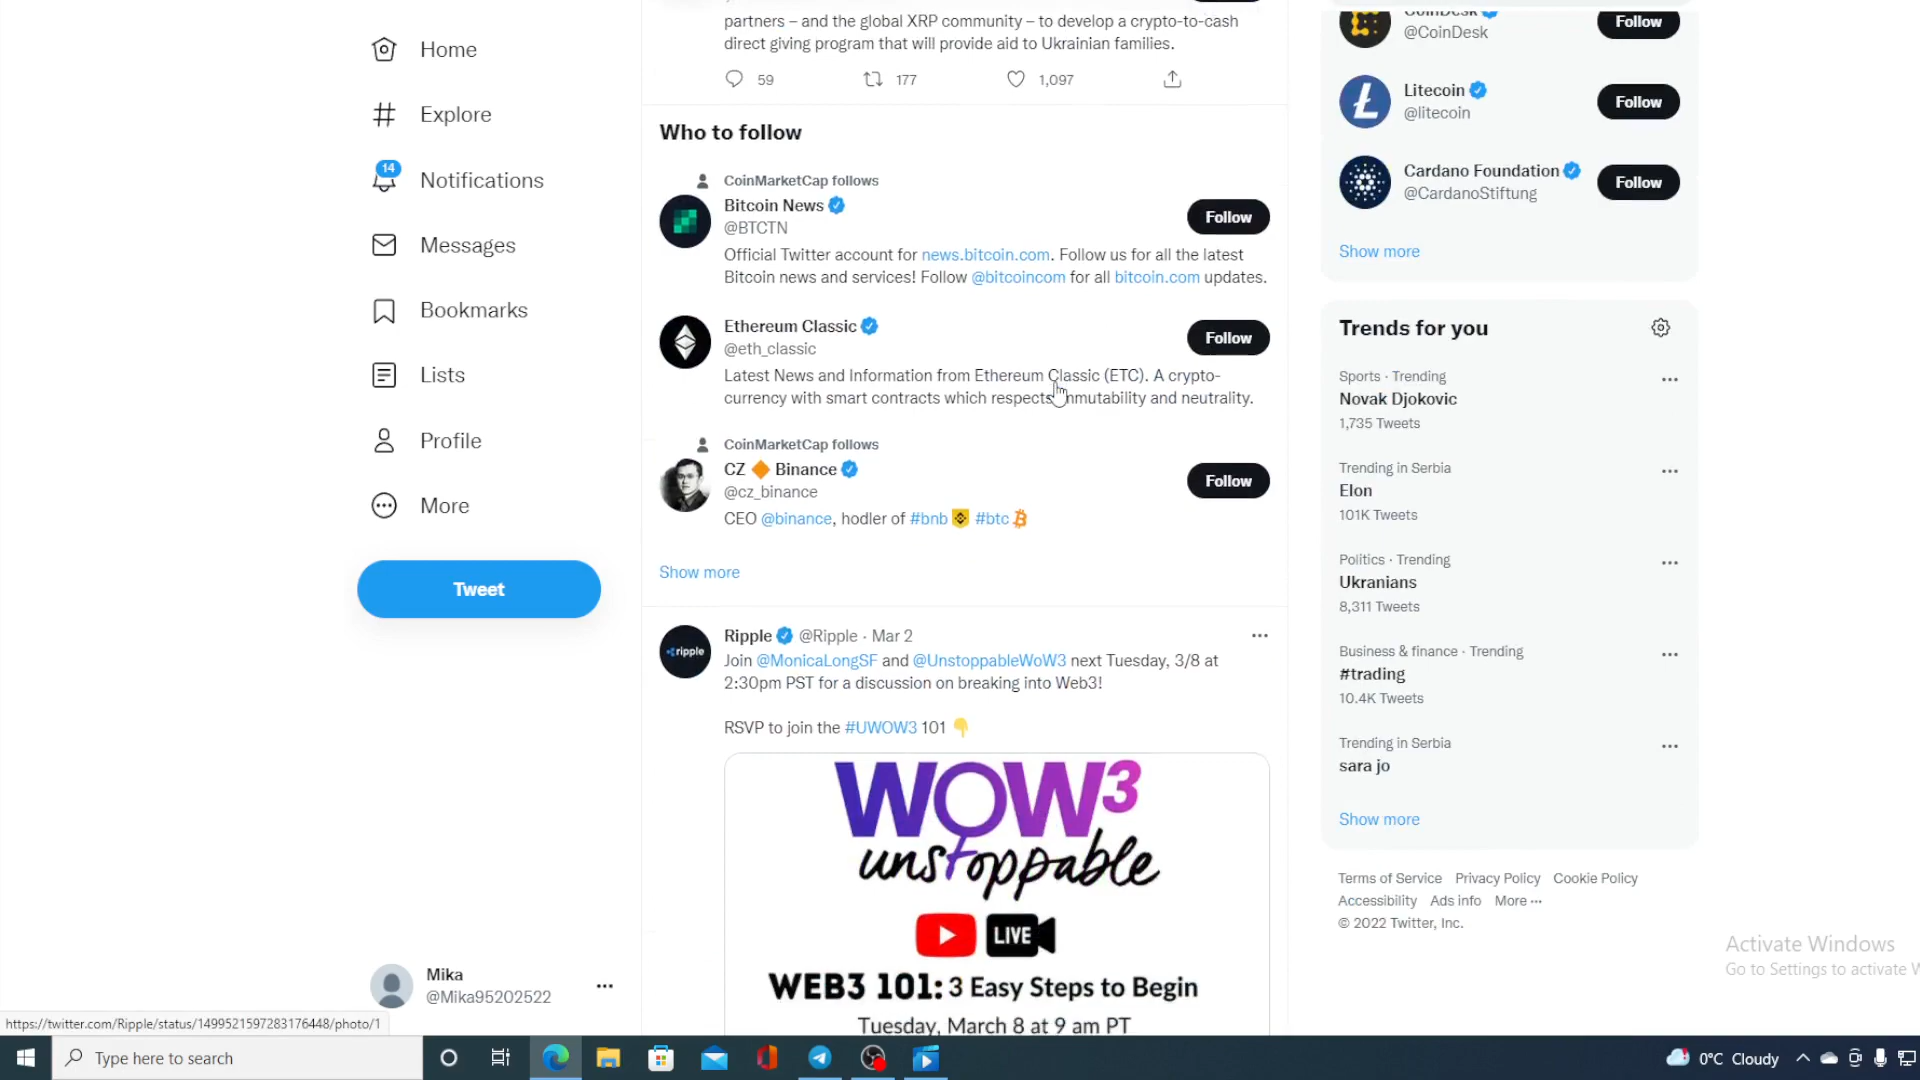 Home
Explore
14
Notifications
Messages
Bookmarks
Lists
Profile
More
Tweet
Mika
@Mika95202522
https://twitter.com/Ripple/status/1499521597283176448/photo/1
partners – and the global XRP community – to develop a crypto-to-cash
direct giving program that will provide aid to Ukrainian families.
59 177 1,097
Who to follow
CoinMarketCap follows
Bitcoin News
@BTCTN
Follow
Official Twitter account for news.bitcoin.com. Follow us for all the latest
Bitcoin news and services! Follow @bitcoincom for all bitcoin.com updates.
Ethereum Classic
@eth_classic
Follow
Latest News and Information from Ethereum Classic (ETC). A crypto-
currency with smart contracts which respects immutability and neutrality.
CoinMarketCap follows
CZ 🔶 Binance
@cz_binance
Follow
CEO @binance, hodler of #bnb #btc
Show more
ripple
Ripple @Ripple · Mar 2
Join @MonicaLongSF and @UnstoppableWoW3 next Tuesday, 3/8 at
2:30pm PST for a discussion on breaking into Web3!
RSVP to join the #UWOW3 101 👇
WOW3
unstoppable
LIVE
WEB3 101: 3 Easy Steps to Begin
Tuesday, March 8 at 9 am PT
CoinDesk
@CoinDesk
Follow
Litecoin
@litecoin
Follow
Cardano Foundation
@CardanoStiftung
Follow
Show more
Trends for you
Sports · Trending
Novak Djokovic
1,735 Tweets
Trending in Serbia
Elon
101K Tweets
Politics · Trending
Ukranians
8,311 Tweets
Business & finance · Trending
#trading
10.4K Tweets
Trending in Serbia
sara jo
Show more
Terms of Service Privacy Policy Cookie Policy
Accessibility Ads info More ···
© 2022 Twitter, Inc.
Activate Windows
Go to Settings to activate W
Type here to search
0°C Cloudy